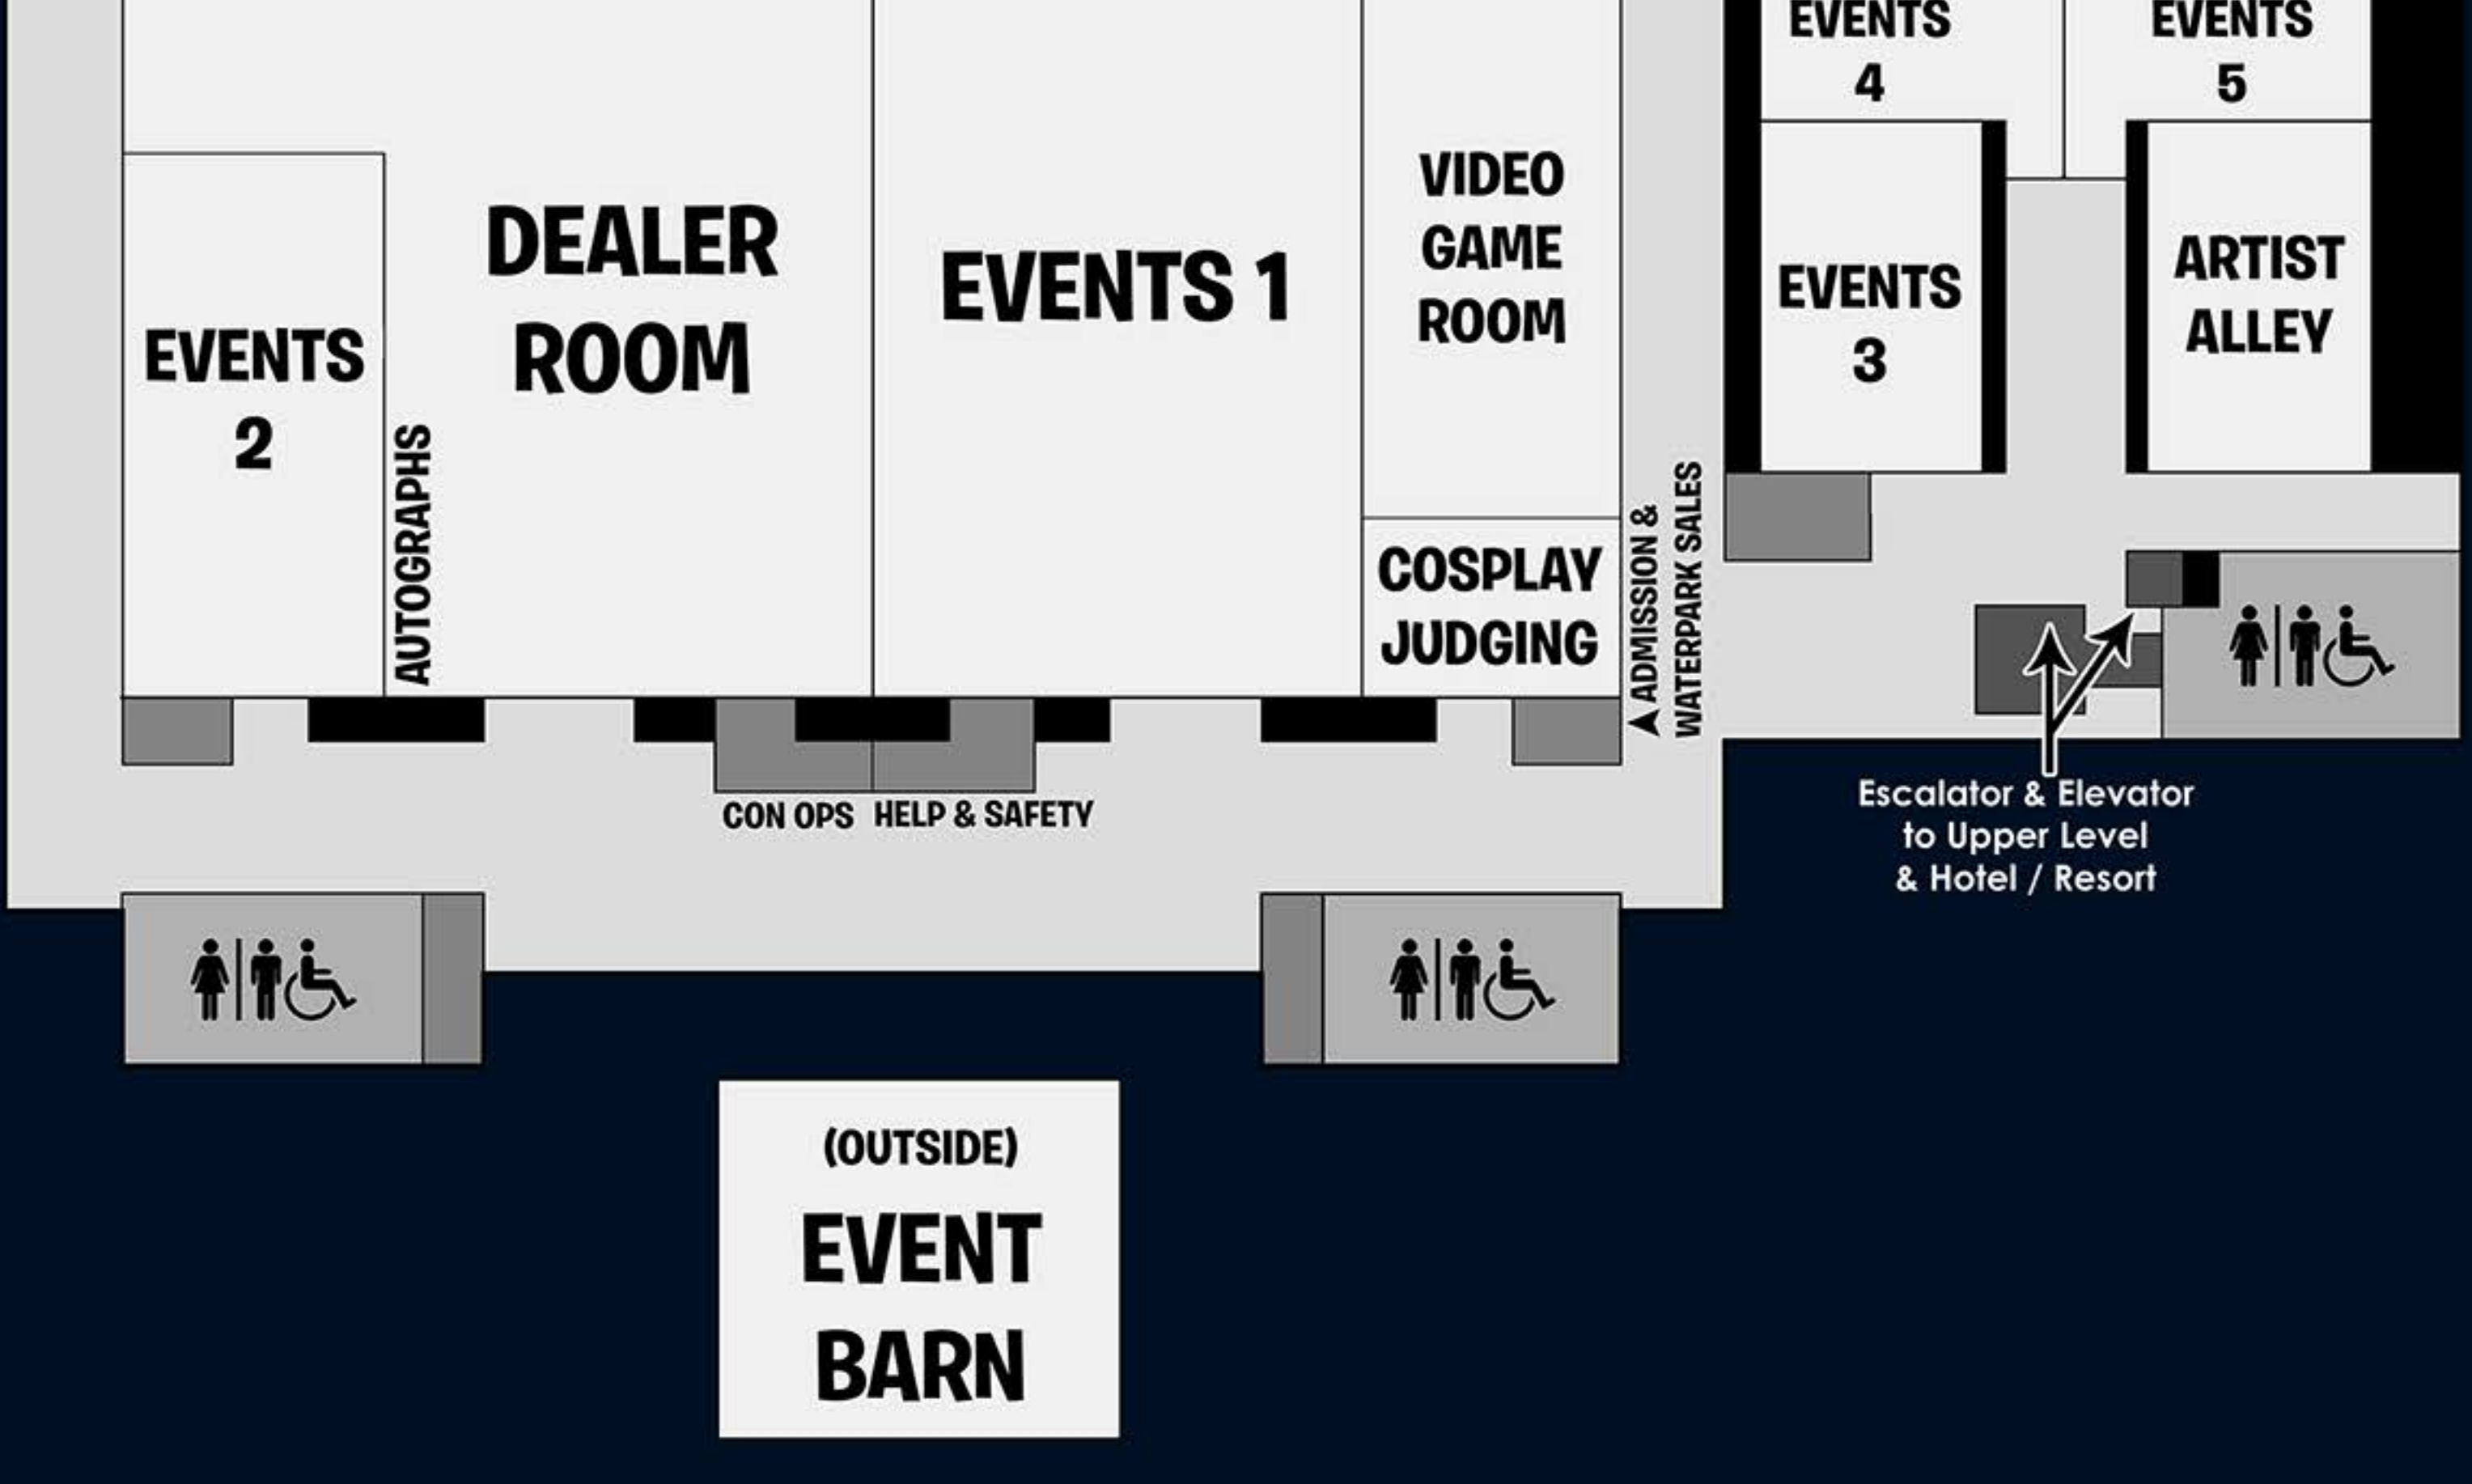 EVENTS
4
EVENTS
5
VIDEO
GAME
ROOM
DEALER
ROOM
EVENTS 1
EVENTS
3
ARTIST
ALLEY
EVENTS
2
AUTOGRAPHS
COSPLAY
JUDGING
ADMISSION &
WATERPARK SALES
CON OPS
HELP & SAFETY
Escalator & Elevator
to Upper Level
& Hotel / Resort
(OUTSIDE)
EVENT
BARN